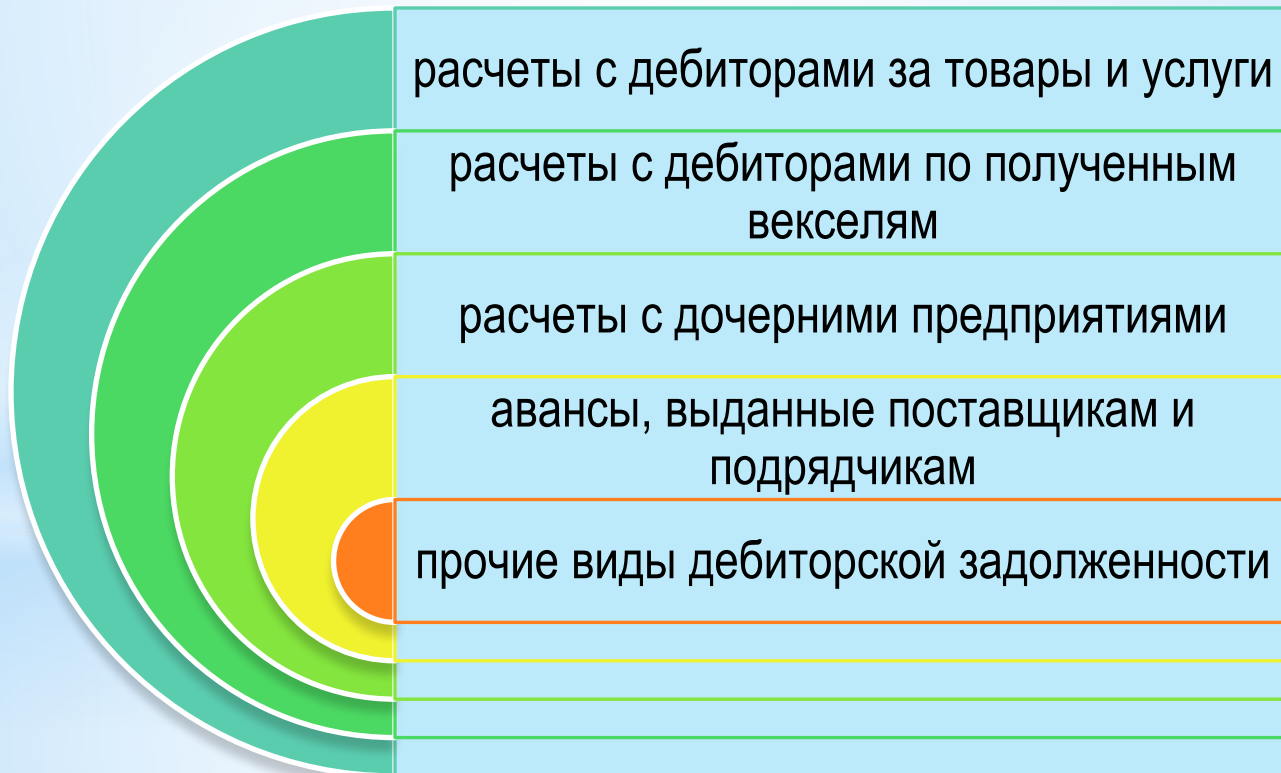 расчеты с дебиторами за товары и услуги
расчеты с дебиторами по полученным
векселям
расчеты с дочерними предприятиями
авансы, выданные поставщикам и
подрядчикам
прочие виды дебиторской задолженности